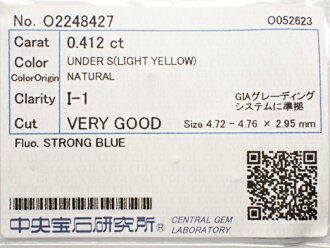 No. O2248427 O052623
Carat 0.412 ct
Color UNDER S(LIGHT YELLOW)
ColorOrigin NATURAL
Clarity I-1 GIAグレーディング
システムに準拠
Cut VERY GOOD Size 4.72 - 4.76 × 2.95 mm
Fluo. STRONG BLUE
中央宝石研究所® CENTRAL GEM
LABORATORY